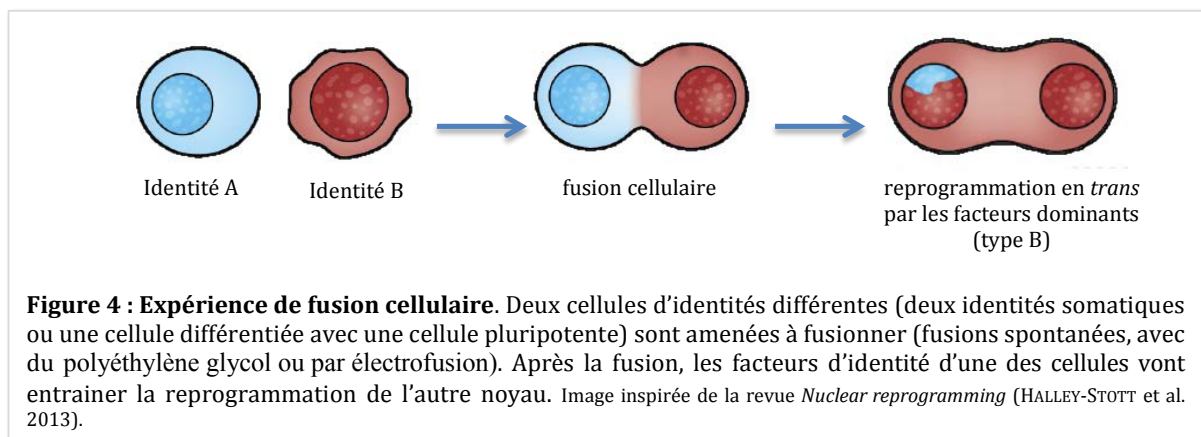 Identité A
Identité B
fusion cellulaire
reprogrammation en trans
par les facteurs dominants
(type B)
Figure 4 : Expérience de fusion cellulaire. Deux cellules d’identités différentes (deux identités somatiques
ou une cellule différentiée avec une cellule pluripotente) sont amenées à fusionner (fusions spontanées, avec
du polyéthylène glycol ou par électrofusion). Après la fusion, les facteurs d’identité d’une des cellules vont
entrainer la reprogrammation de l’autre noyau. Image inspirée de la revue Nuclear reprogramming (HALLEY-STOTT et al.
2013).